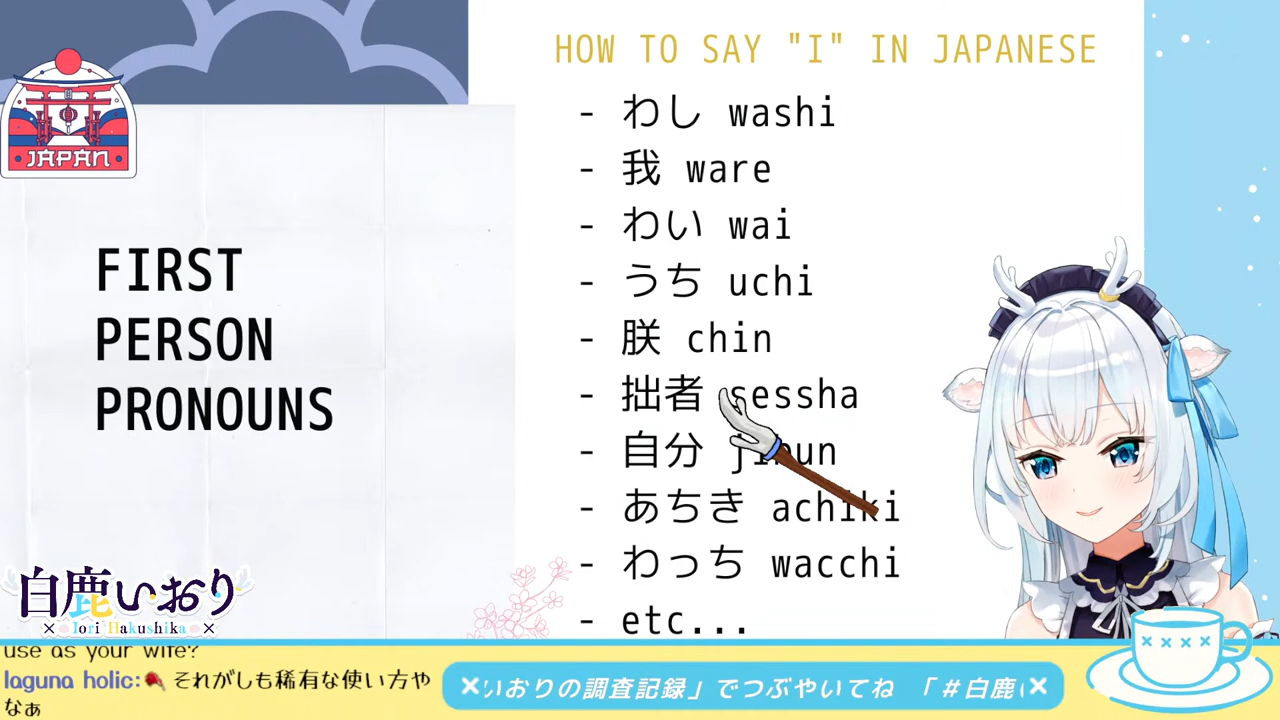 HOW TO SAY "I" IN JAPANESE
- わし washi
- 我 ware
- わい wai
- うち uchi
- 朕 chin
- 拙者 sessha
- 自分 jibun
- あちき achiki
- わっち wacchi
- etc...
JAPAN
FIRST
PERSON
PRONOUNS
白鹿いおり
Iori Hakushika
use as your wife?
laguna holic: それがしも稀有な使い方や
なぁ
いおりの調査記録」でつぶやいてね 「#白鹿い